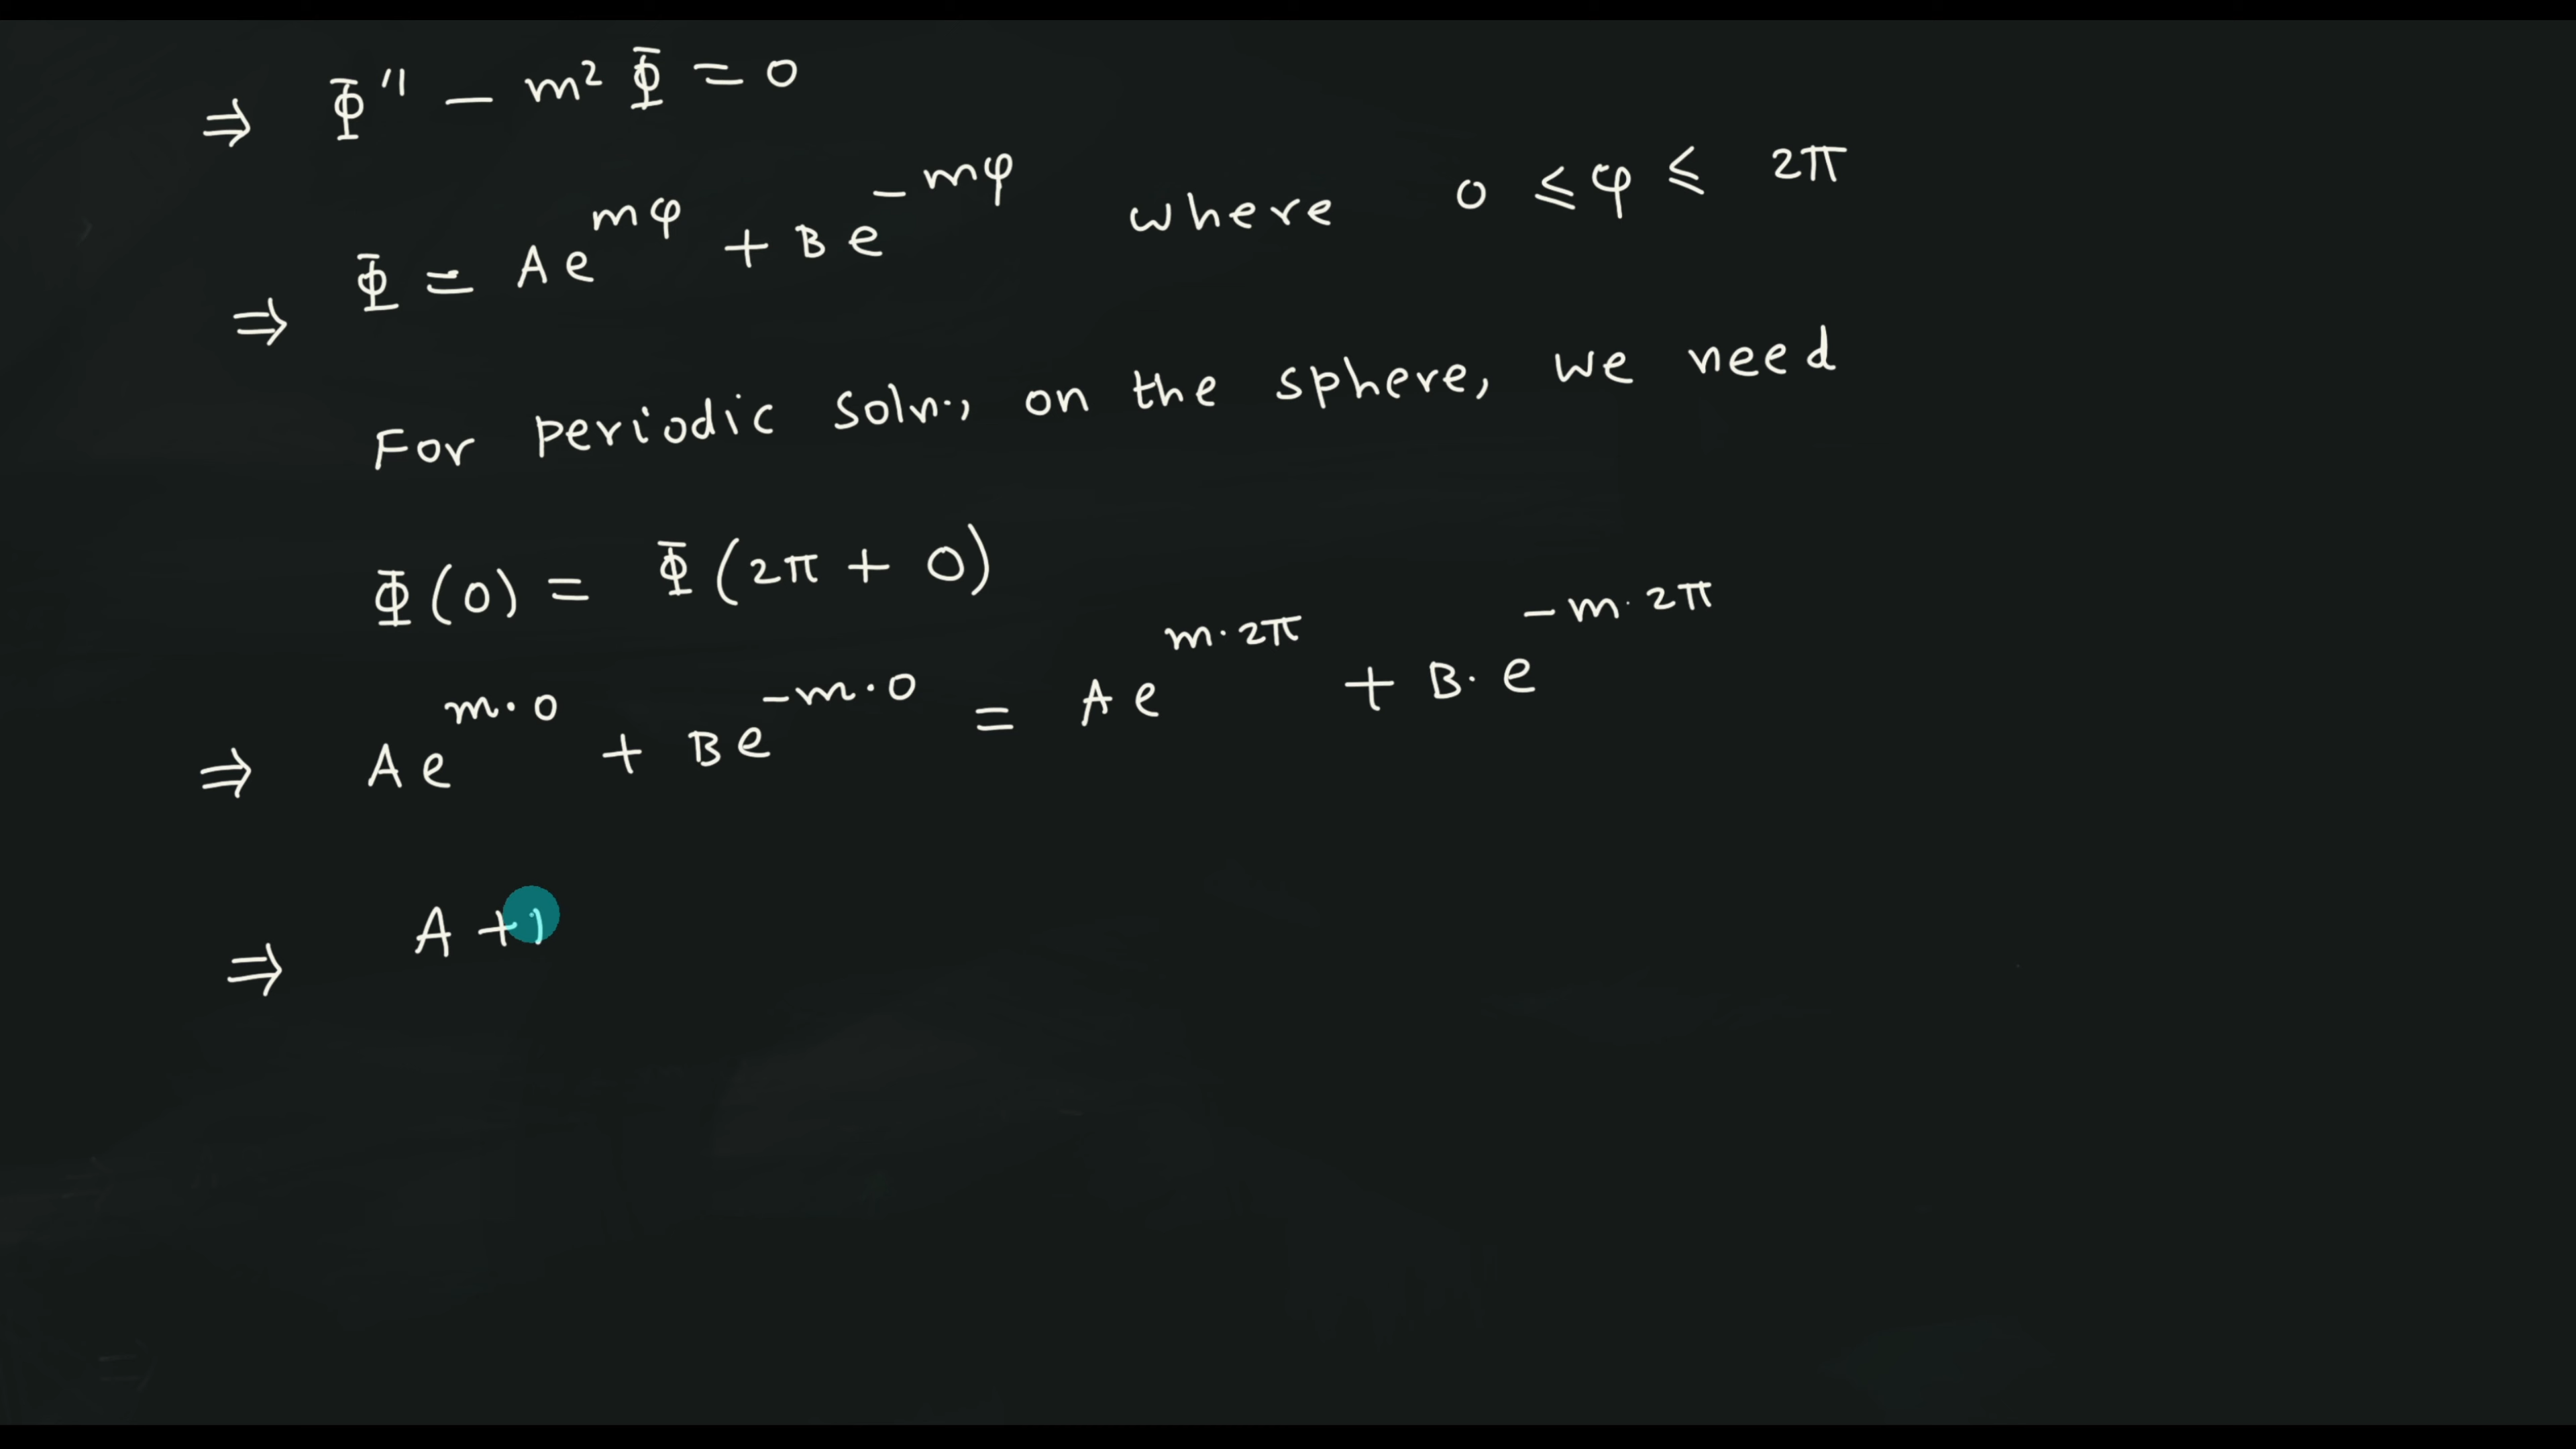 ⇒ Φ'' − m² Φ = 0
⇒ Φ = A e^{mφ} + B e^{−mφ} where 0 ≤ φ ≤ 2π
For periodic soln., on the sphere, we need
Φ(0) = Φ(2π + 0)
⇒ A e^{m·0} + B e^{−m·0} = A e^{m·2π} + B· e^{−m·2π}
⇒ A +